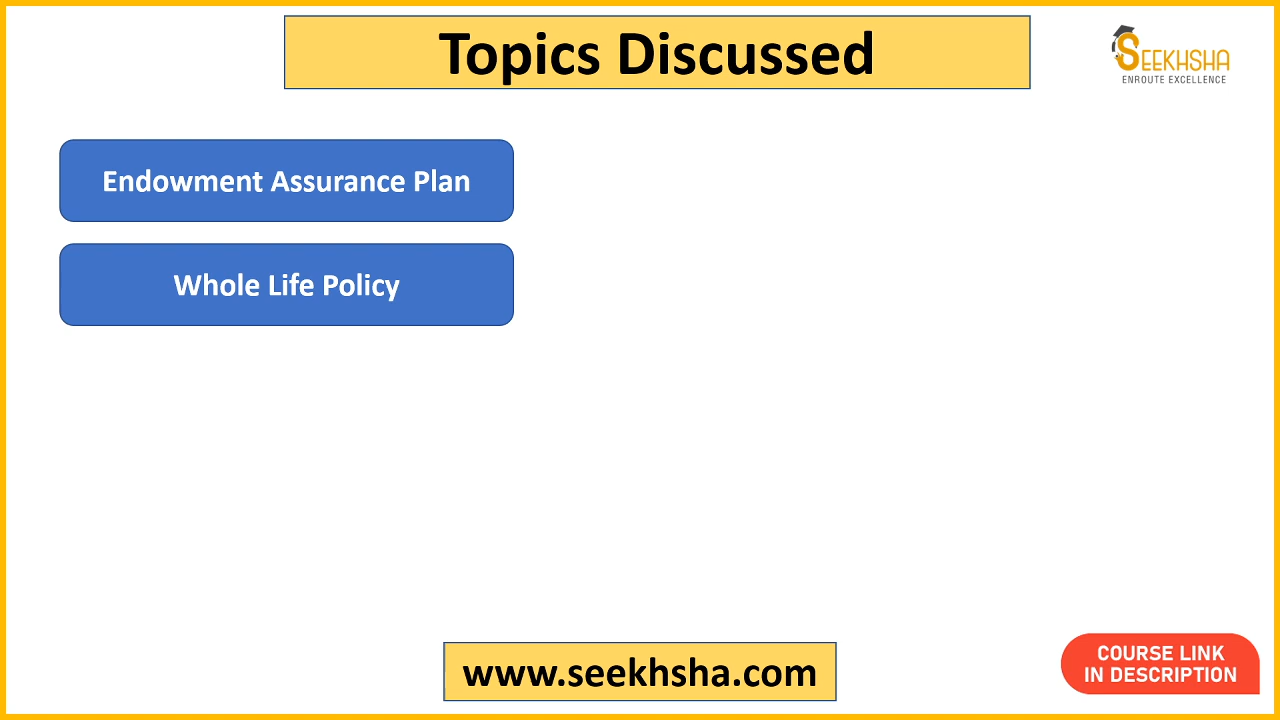 Topics Discussed
SEEKHSHA
ENROUTE EXCELLENCE
Endowment Assurance Plan
Whole Life Policy
www.seekhsha.com
COURSE LINK
IN DESCRIPTION